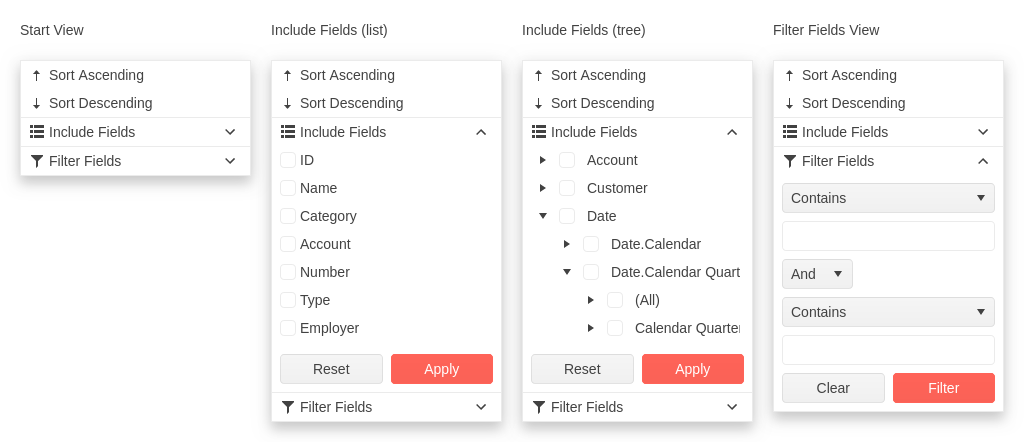 Start View
Sort Ascending
Sort Descending
Include Fields
Filter Fields
Include Fields (list)
Sort Ascending
Sort Descending
Include Fields
ID
Name
Category
Account
Number
Type
Employer
Reset
Apply
Filter Fields
Include Fields (tree)
Sort Ascending
Sort Descending
Include Fields
Account
Customer
Date
Date.Calendar
Date.Calendar Quart
(All)
Calendar Quarte
Reset
Apply
Filter Fields
Filter Fields View
Sort Ascending
Sort Descending
Include Fields
Filter Fields
Contains
And
Contains
Clear
Filter